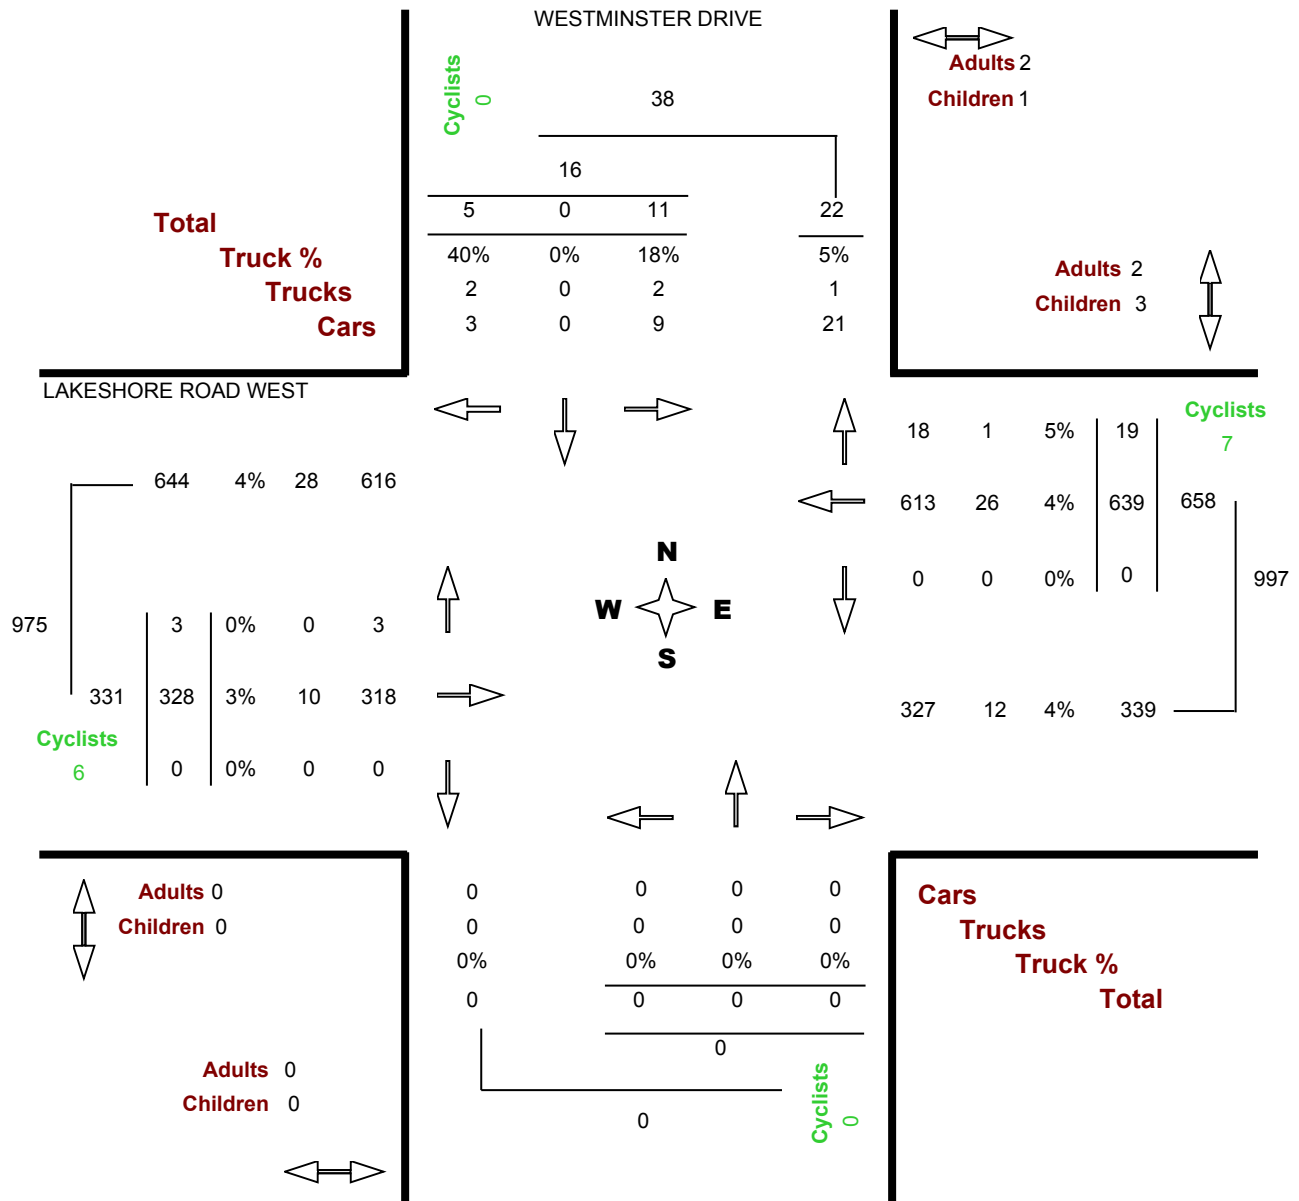 WESTMINSTER DRIVE
Adults 2
Children 1
Cyclists
0
38
16
5 0 11 22
Total
Truck %
Trucks
Cars
40% 0% 18% 5%
2 0 2 1
3 0 9 21
Adults 2
Children 3
LAKESHORE ROAD WEST
Cyclists
7
18 1 5% 19
644 4% 28 616
613 26 4% 639 658
N
W E
S
0 0 0% 0
997
975
3 0% 0 3
331 328 3% 10 318
327 12 4% 339
Cyclists
6
0 0% 0 0
Adults 0
Children 0
0 0 0 0
0 0 0 0
0% 0% 0% 0%
0 0 0 0
Cars
Trucks
Truck %
Total
0
Adults 0
Children 0
0
Cyclists
0